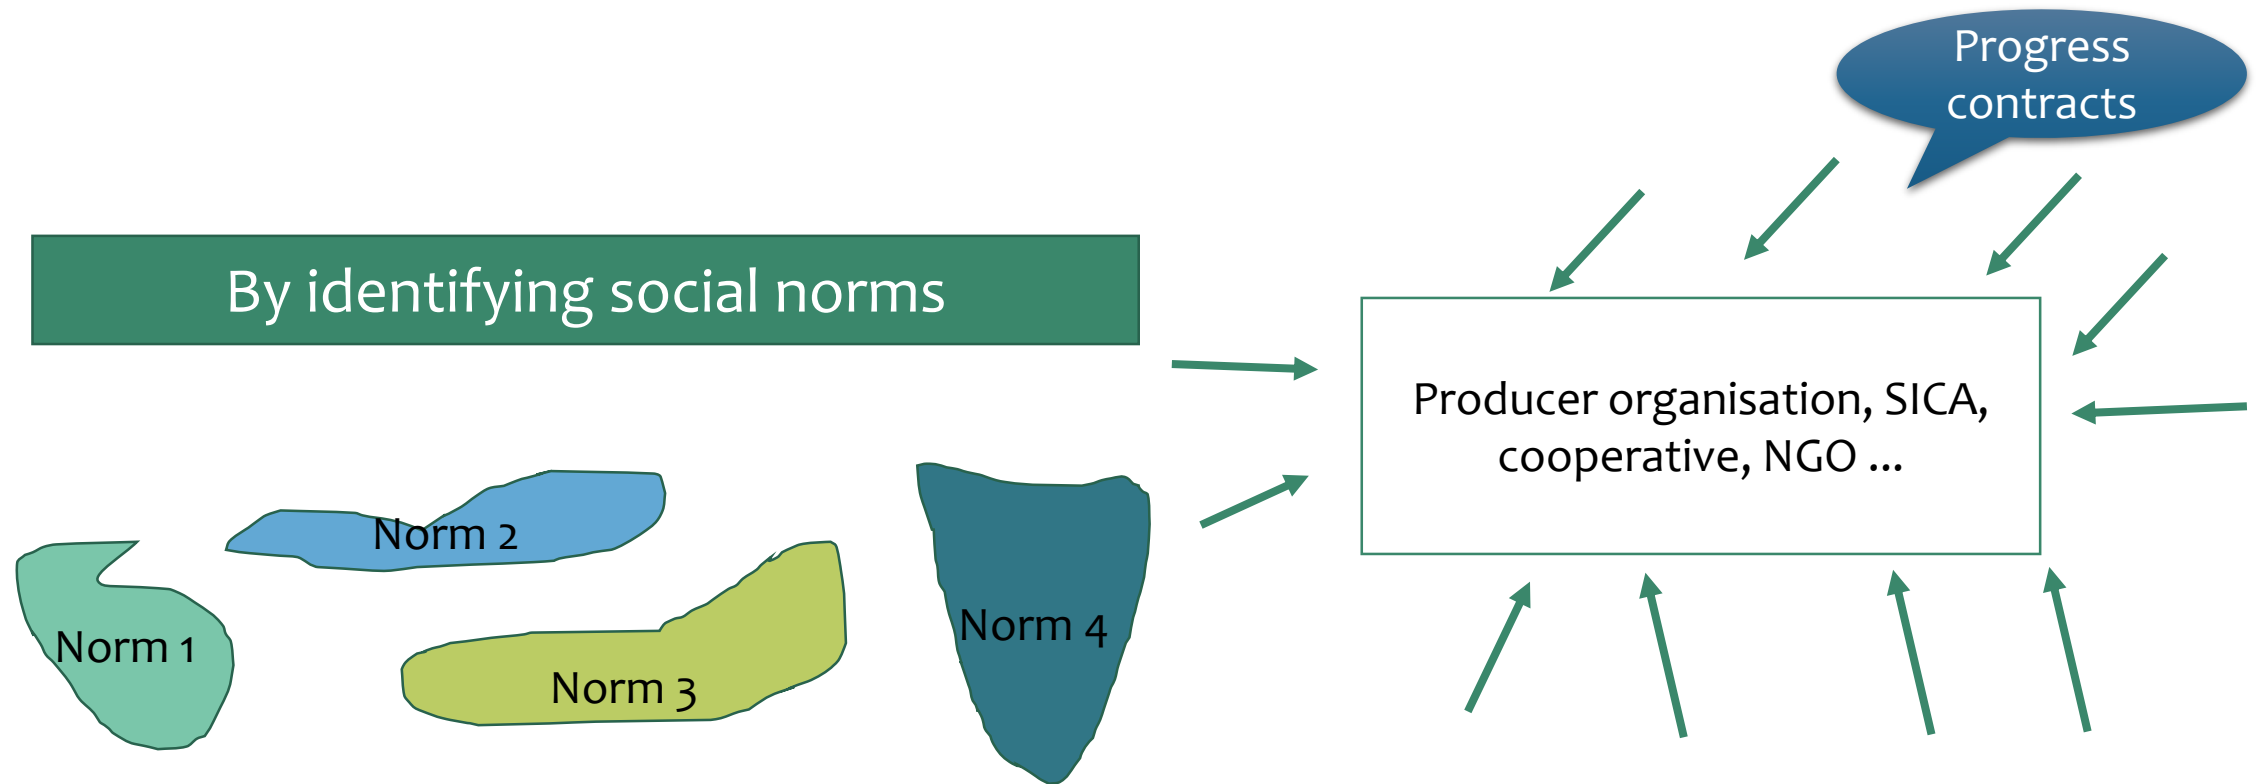 Progress
contracts
By identifying social norms
Producer organisation, SICA,
cooperative, NGO ...
Norm 2
Norm 1
Norm 3
Norm 4